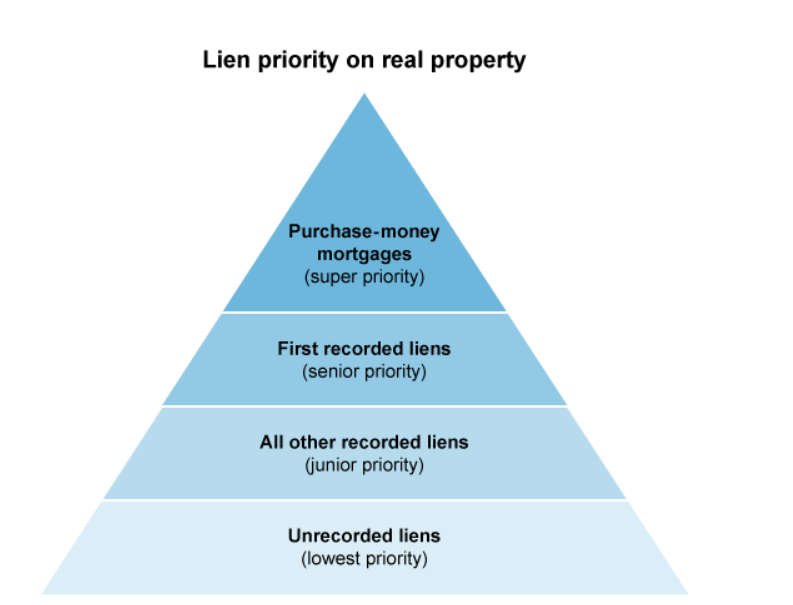 Lien priority on real property
Purchase-money
mortgages
(super priority)
First recorded liens
(senior priority)
All other recorded liens
(junior priority)
Unrecorded liens
(lowest priority)